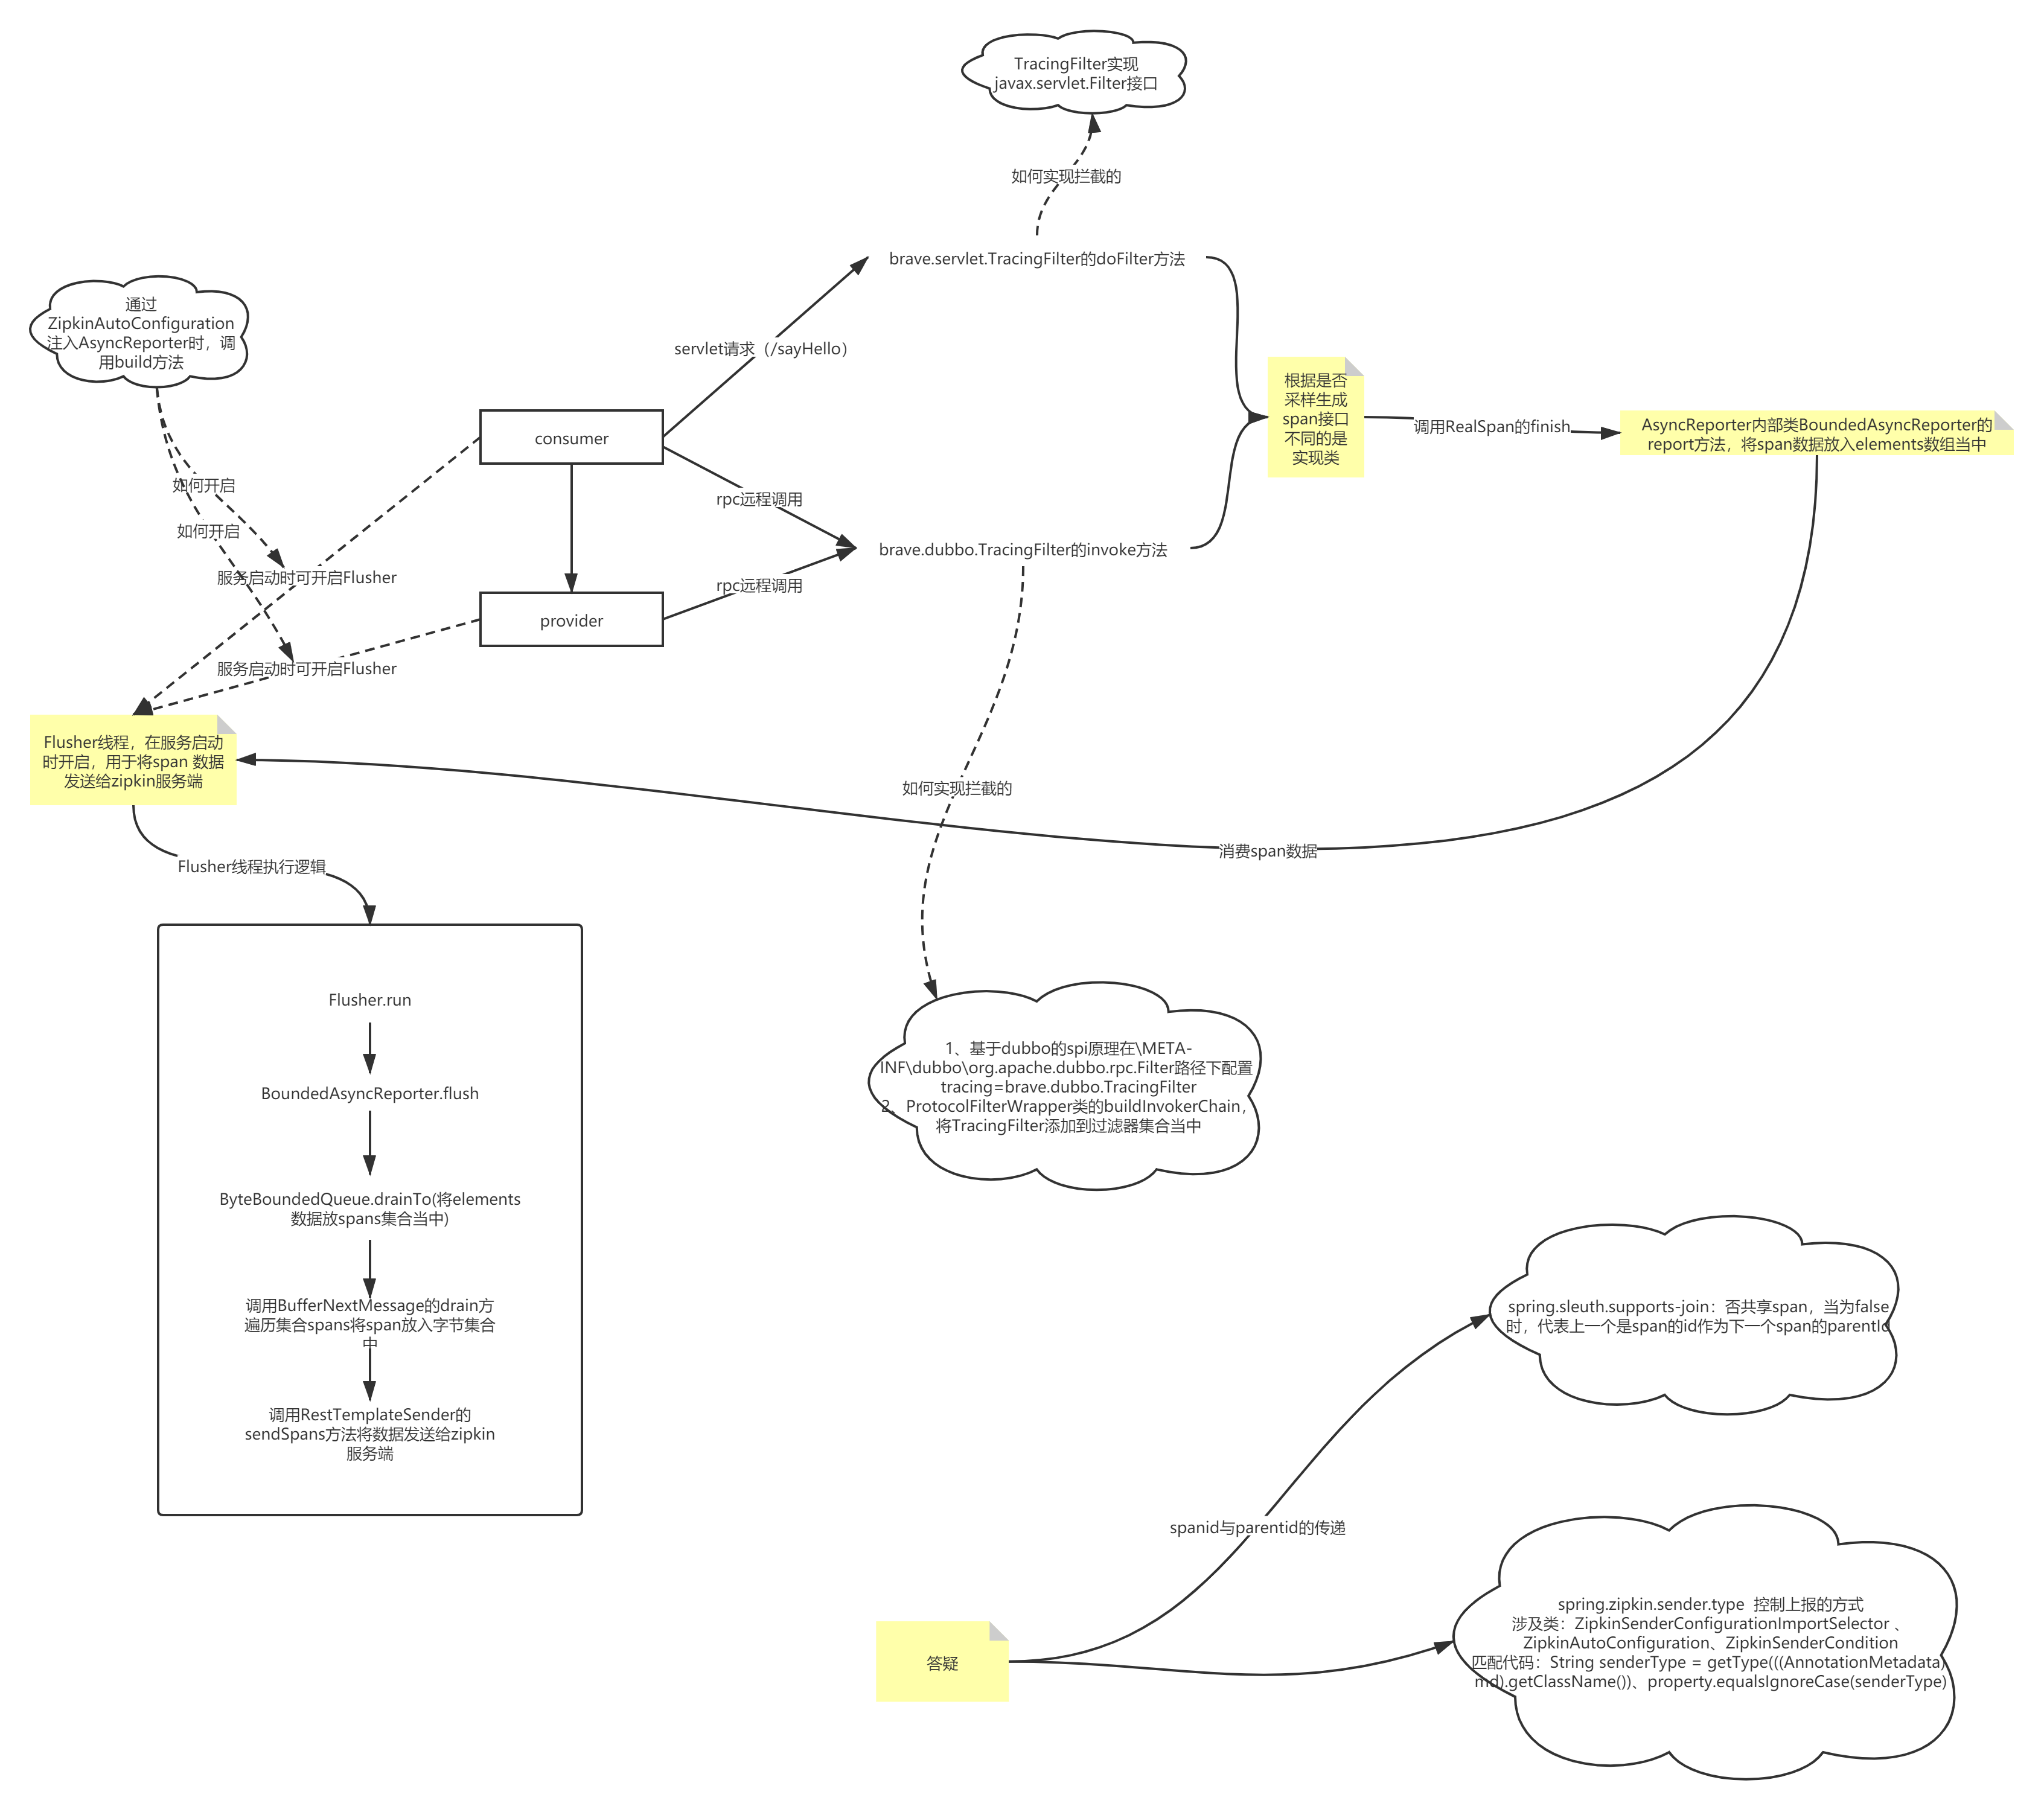 TracingFilter实现
javax.servlet.Filter接口
如何实现拦截的
brave.servlet.TracingFilter的doFilter方法
通过
ZipkinAutoConfiguration
注入AsyncReporter时，调
用build方法
servlet请求（/sayHello）
根据是否
采样生成
span接口
不同的是
实现类
调用RealSpan的finish
AsyncReporter内部类BoundedAsyncReporter的
report方法，将span数据放入elements数组当中
consumer
如何开启
rpc远程调用
如何开启
brave.dubbo.TracingFilter的invoke方法
服务启动时可开启Flusher
rpc远程调用
provider
服务启动时可开启Flusher
Flusher线程，在服务启动
时开启，用于将span 数据
发送给zipkin服务端
如何实现拦截的
消费span数据
Flusher线程执行逻辑
Flusher.run
BoundedAsyncReporter.flush
ByteBoundedQueue.drainTo(将elements
数据放spans集合当中)
调用BufferNextMessage的drain方
遍历集合spans将span放入字节集合
中
调用RestTemplateSender的
sendSpans方法将数据发送给zipkin
服务端
1、基于dubbo的spi原理在\META-
INF\dubbo\org.apache.dubbo.rpc.Filter路径下配置
tracing=brave.dubbo.TracingFilter
2、ProtocolFilterWrapper类的buildInvokerChain，
将TracingFilter添加到过滤器集合当中
spring.sleuth.supports-join：否共享span，当为false
时，代表上一个是span的id作为下一个span的parentId
spanid与parentid的传递
答疑
spring.zipkin.sender.type  控制上报的方式
涉及类：ZipkinSenderConfigurationImportSelector 、
ZipkinAutoConfiguration、ZipkinSenderCondition
匹配代码：String senderType = getType(((AnnotationMetadata)
md).getClassName())、property.equalsIgnoreCase(senderType)